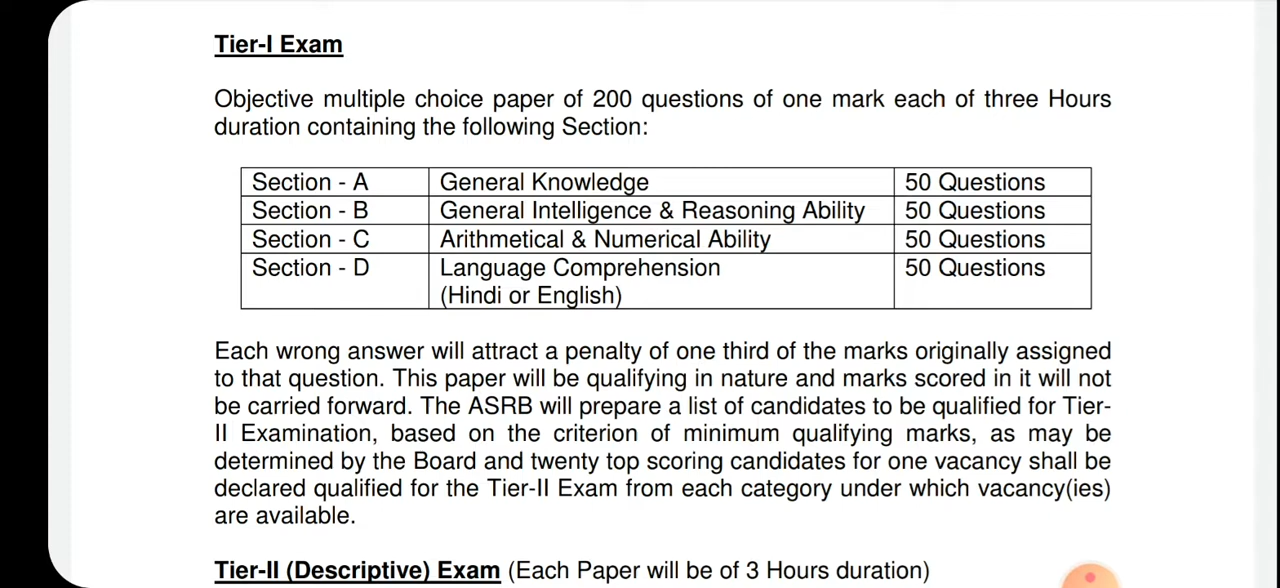 Tier-I Exam
Objective multiple choice paper of 200 questions of one mark each of three Hours
duration containing the following Section:
Section - A General Knowledge 50 Questions
Section - B General Intelligence & Reasoning Ability 50 Questions
Section - C Arithmetical & Numerical Ability 50 Questions
Section - D Language Comprehension 50 Questions
(Hindi or English)
Each wrong answer will attract a penalty of one third of the marks originally assigned
to that question. This paper will be qualifying in nature and marks scored in it will not
be carried forward. The ASRB will prepare a list of candidates to be qualified for Tier-
II Examination, based on the criterion of minimum qualifying marks, as may be
determined by the Board and twenty top scoring candidates for one vacancy shall be
declared qualified for the Tier-II Exam from each category under which vacancy(ies)
are available.
Tier-II (Descriptive) Exam (Each Paper will be of 3 Hours duration)